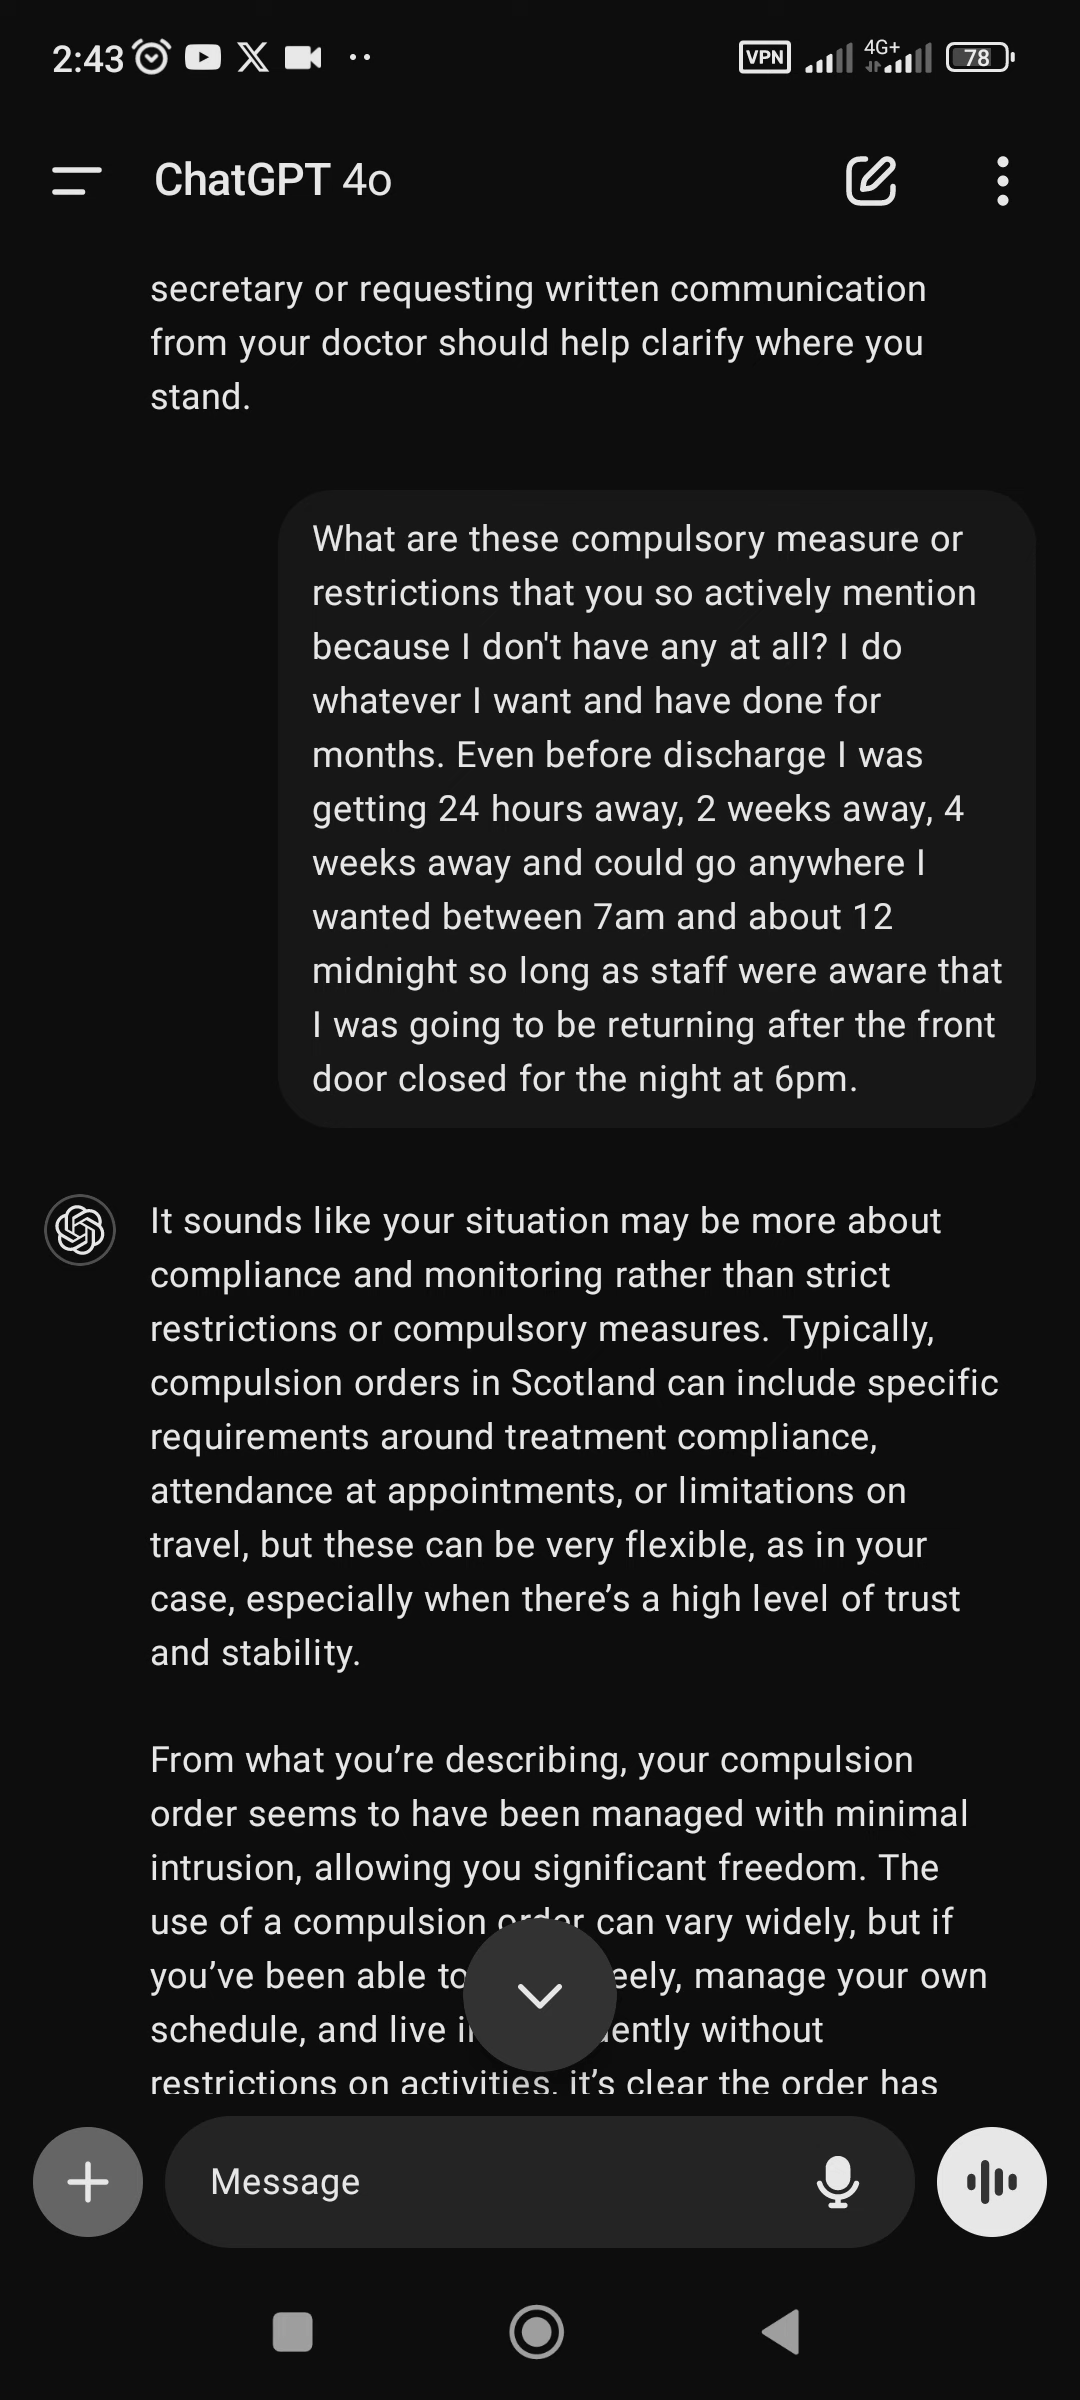 2:43
VPN
4G+
78
ChatGPT 4o
secretary or requesting written communication
from your doctor should help clarify where you
stand.
What are these compulsory measure or
restrictions that you so actively mention
because I don't have any at all? I do
whatever I want and have done for
months. Even before discharge I was
getting 24 hours away, 2 weeks away, 4
weeks away and could go anywhere I
wanted between 7am and about 12
midnight so long as staff were aware that
I was going to be returning after the front
door closed for the night at 6pm.
It sounds like your situation may be more about
compliance and monitoring rather than strict
restrictions or compulsory measures. Typically,
compulsion orders in Scotland can include specific
requirements around treatment compliance,
attendance at appointments, or limitations on
travel, but these can be very flexible, as in your
case, especially when there’s a high level of trust
and stability.
From what you’re describing, your compulsion
order seems to have been managed with minimal
intrusion, allowing you significant freedom. The
use of a compulsion order can vary widely, but if
you’ve been able to eely, manage your own
schedule, and live i ently without
restrictions on activities, it’s clear the order has
Message